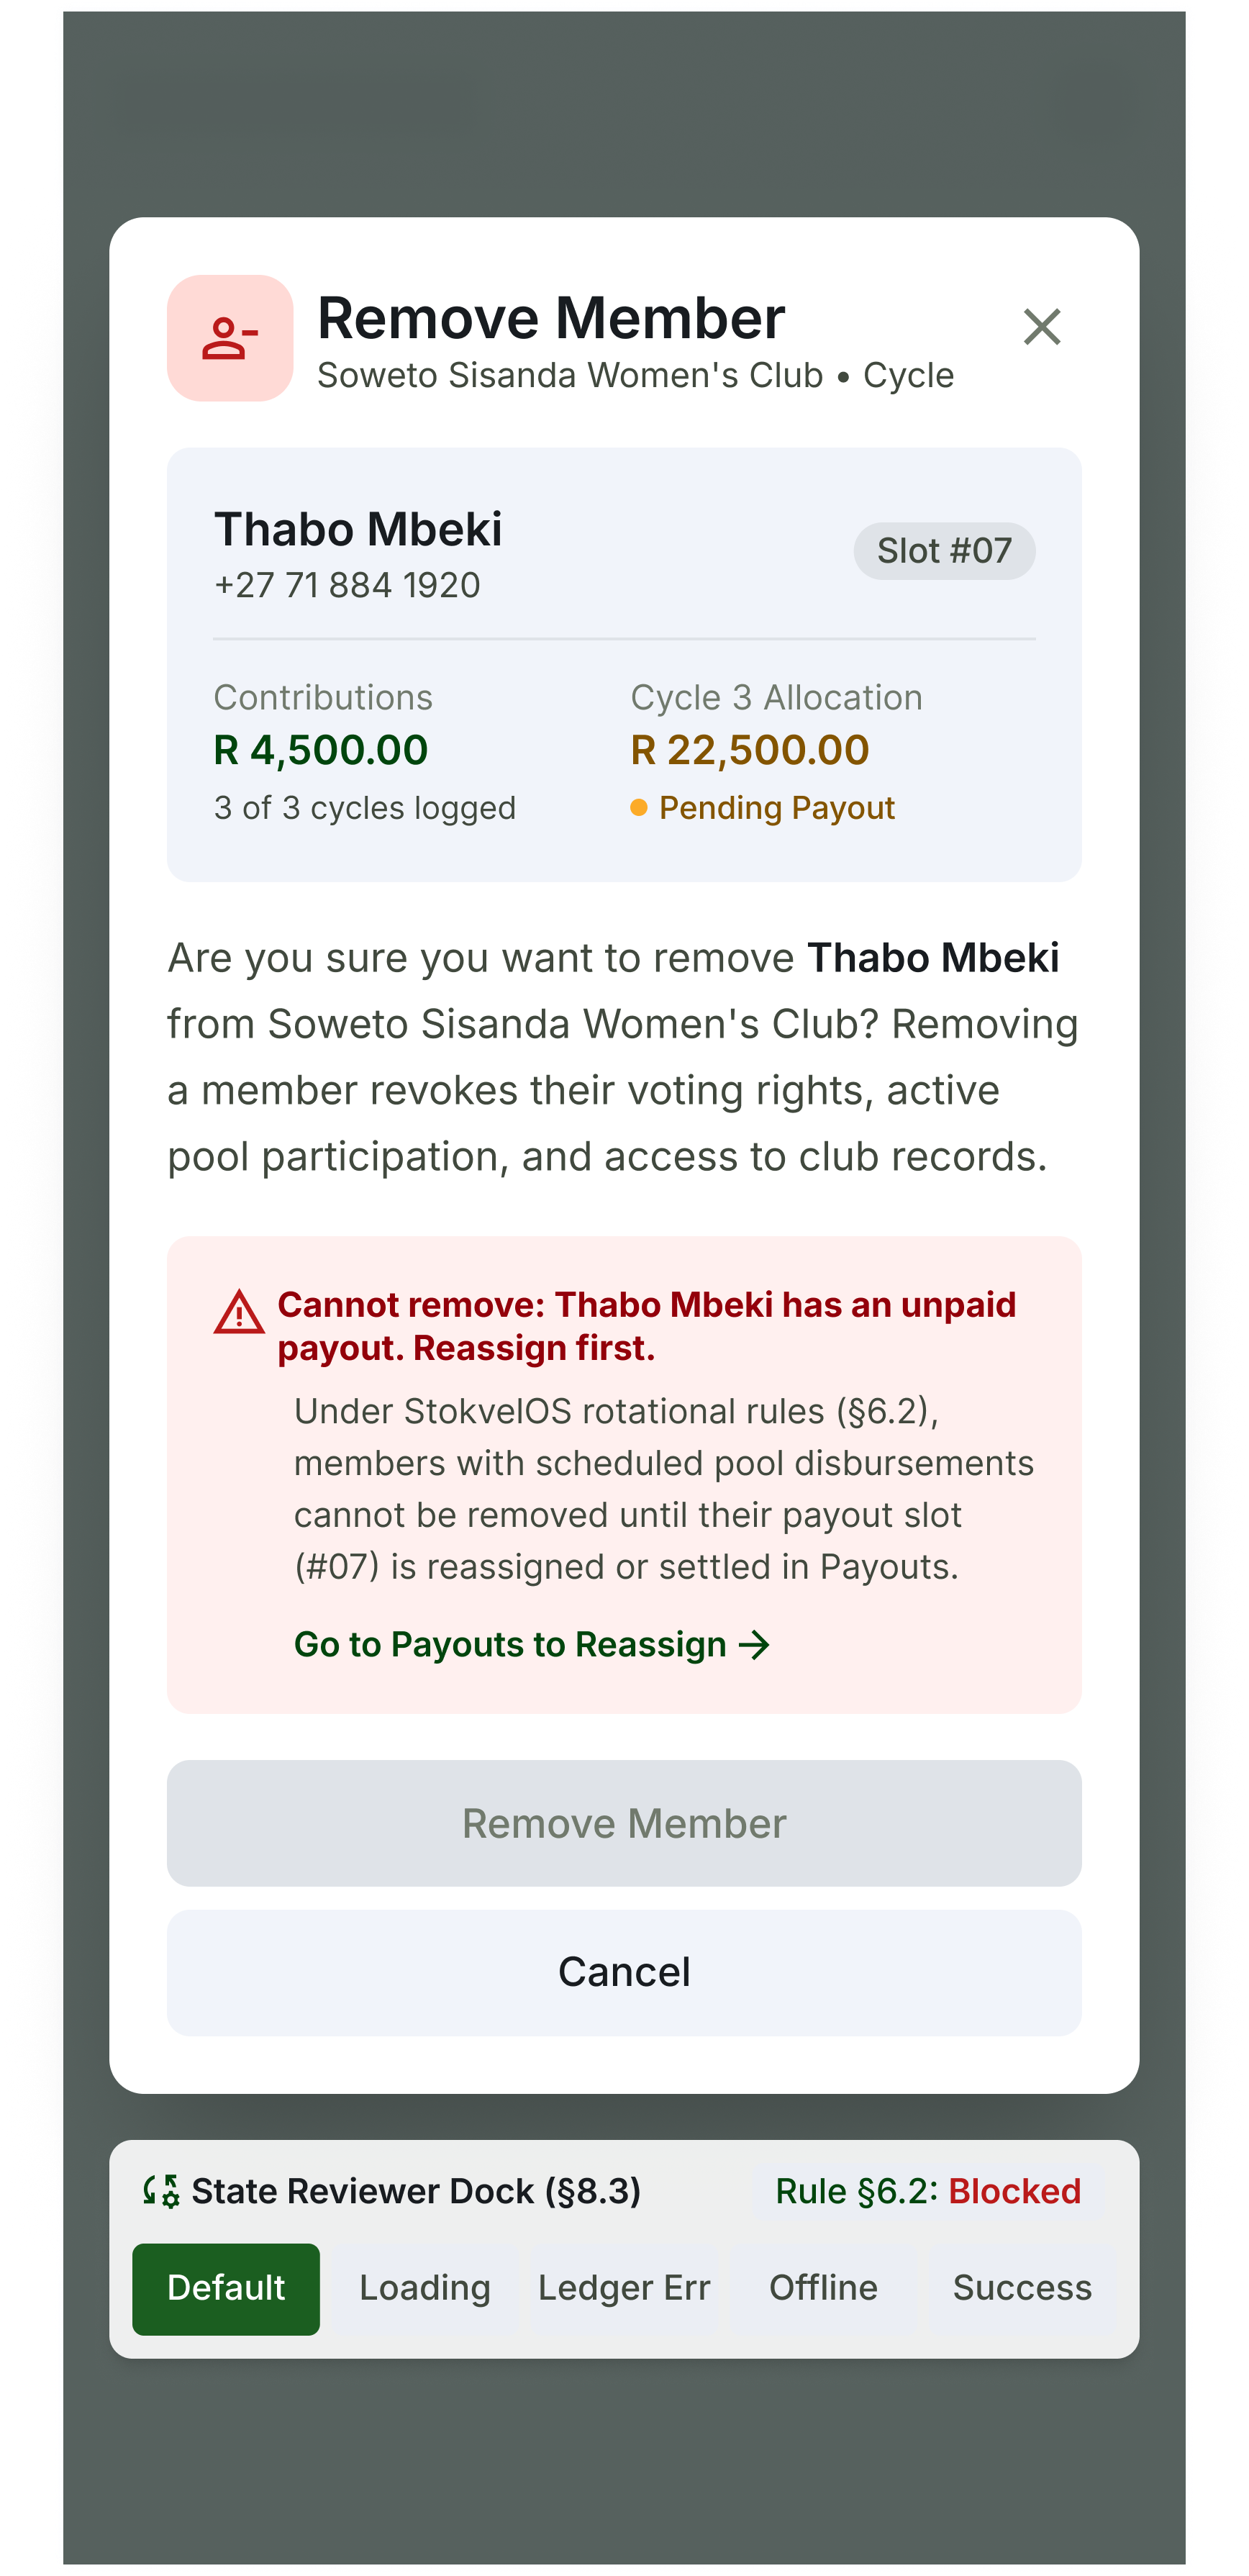 Remove Member
Soweto Sisanda Women's Club • Cycle
Thabo Mbeki
+27 71 884 1920
Slot #07
Contributions
R 4,500.00
3 of 3 cycles logged
Cycle 3 Allocation
R 22,500.00
Pending Payout
Are you sure you want to remove Thabo Mbeki
from Soweto Sisanda Women's Club? Removing
a member revokes their voting rights, active
pool participation, and access to club records.
Cannot remove: Thabo Mbeki has an unpaid
payout. Reassign first.
Under StokvelOS rotational rules (§6.2),
members with scheduled pool disbursements
cannot be removed until their payout slot
(#07) is reassigned or settled in Payouts.
Go to Payouts to Reassign →
Remove Member
Cancel
State Reviewer Dock (§8.3)
Rule §6.2: Blocked
Default
Loading
Ledger Err
Offline
Success